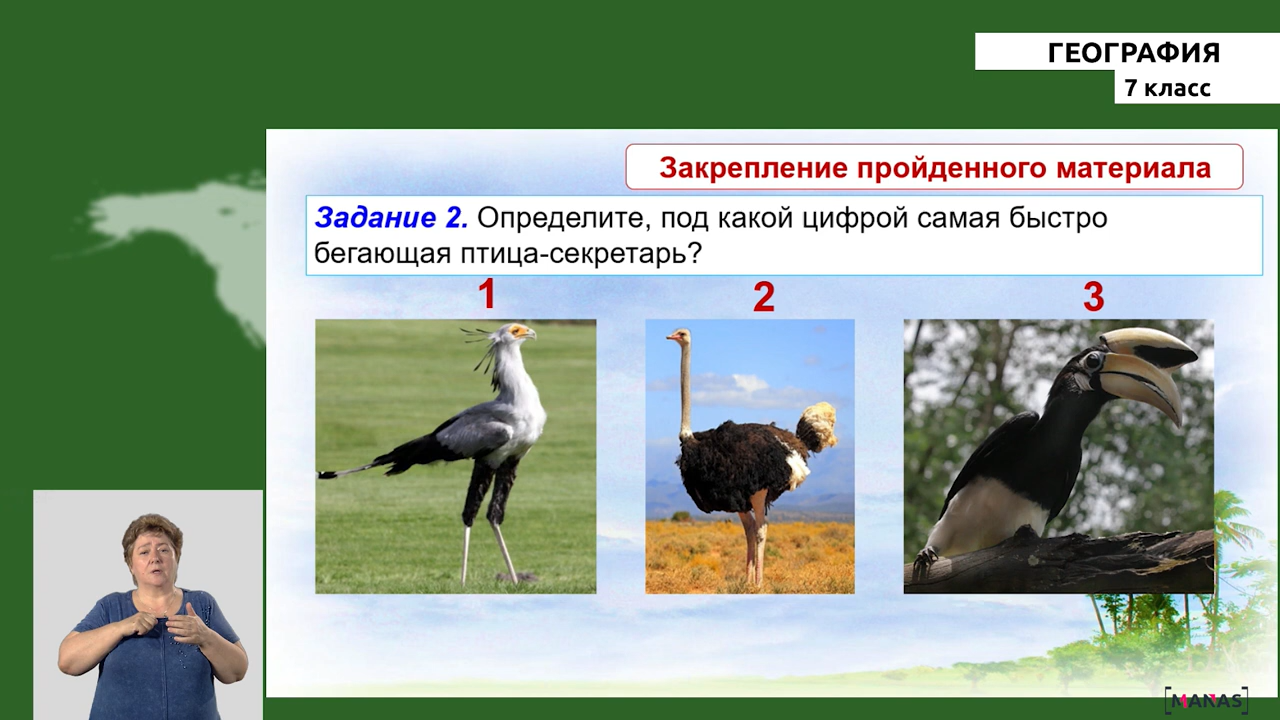 ГЕОГРАФИЯ
7 класс
Закрепление пройденного материала
Задание 2. Определите, под какой цифрой самая быстро
бегающая птица-секретарь?
1 2 3
MANAS